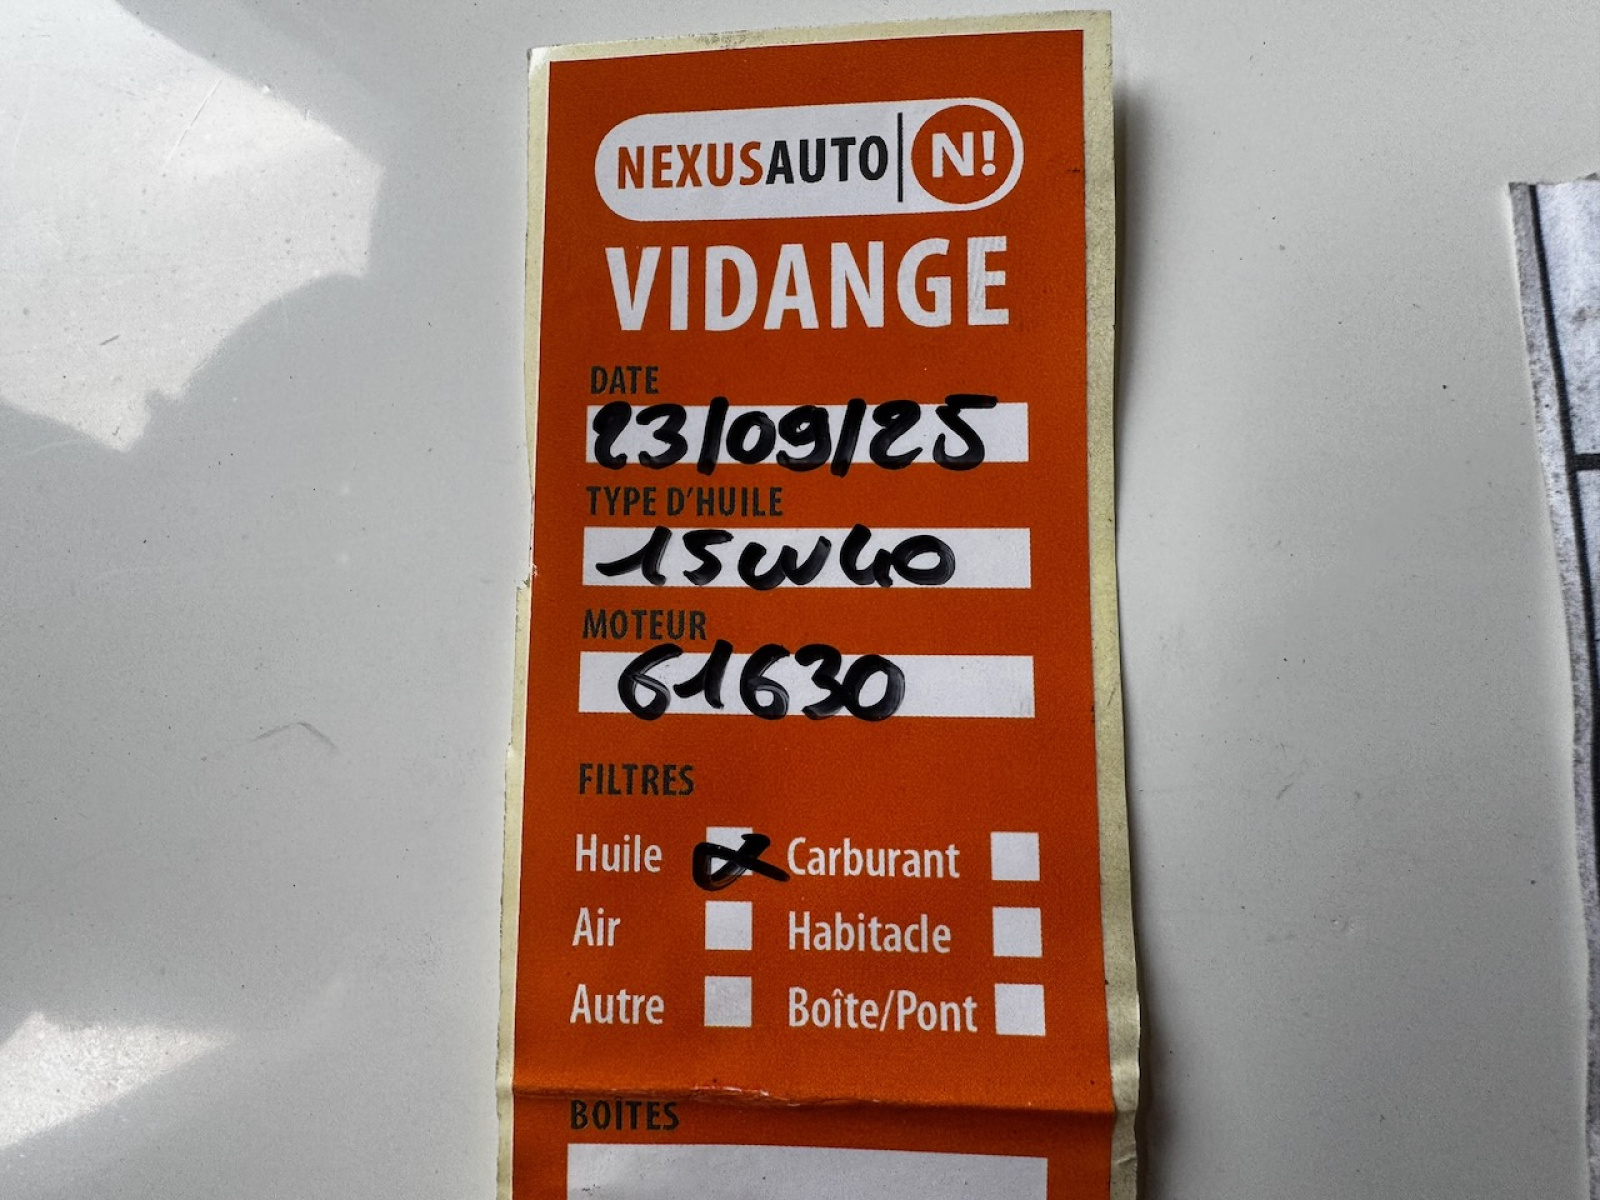 NEXUSAUTO N!
VIDANGE
DATE
23/09/25
TYPE D'HUILE
15W40
MOTEUR
61630
FILTRES
Huile Carburant
Air Habitacle
Autre Boîte/Pont
BOÎTES